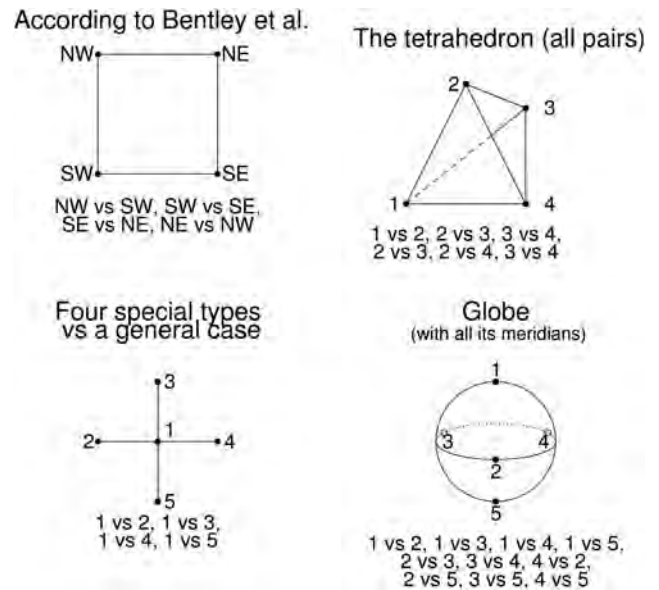 According to Bentley et al.
NW NE
SW SE
NW vs SW, SW vs SE,
SE vs NE, NE vs NW
The tetrahedron (all pairs)
2
3
1 4
1 vs 2, 2 vs 3, 3 vs 4,
2 vs 3, 2 vs 4, 3 vs 4
Four special types
vs a general case
3
1
2 4
5
1 vs 2, 1 vs 3,
1 vs 4, 1 vs 5
Globe
(with all its meridians)
1
3 4
2
5
1 vs 2, 1 vs 3, 1 vs 4, 1 vs 5,
2 vs 3, 3 vs 4, 4 vs 2,
2 vs 5, 3 vs 5, 4 vs 5